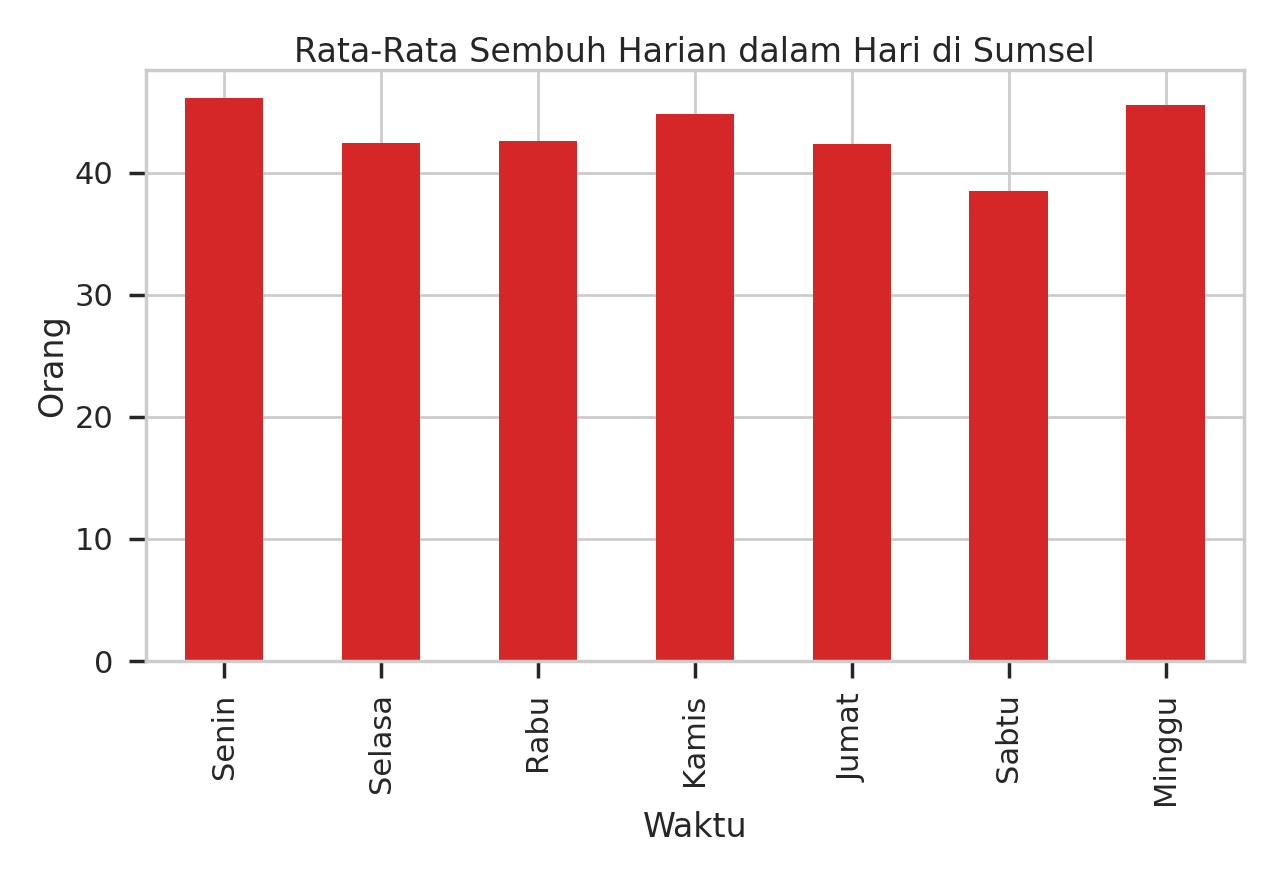 Rata-Rata Sembuh Harian dalam Hari di Sumsel
Orang
40
30
20
10
0
Senin
Selasa
Rabu
Kamis
Jumat
Sabtu
Minggu
Waktu